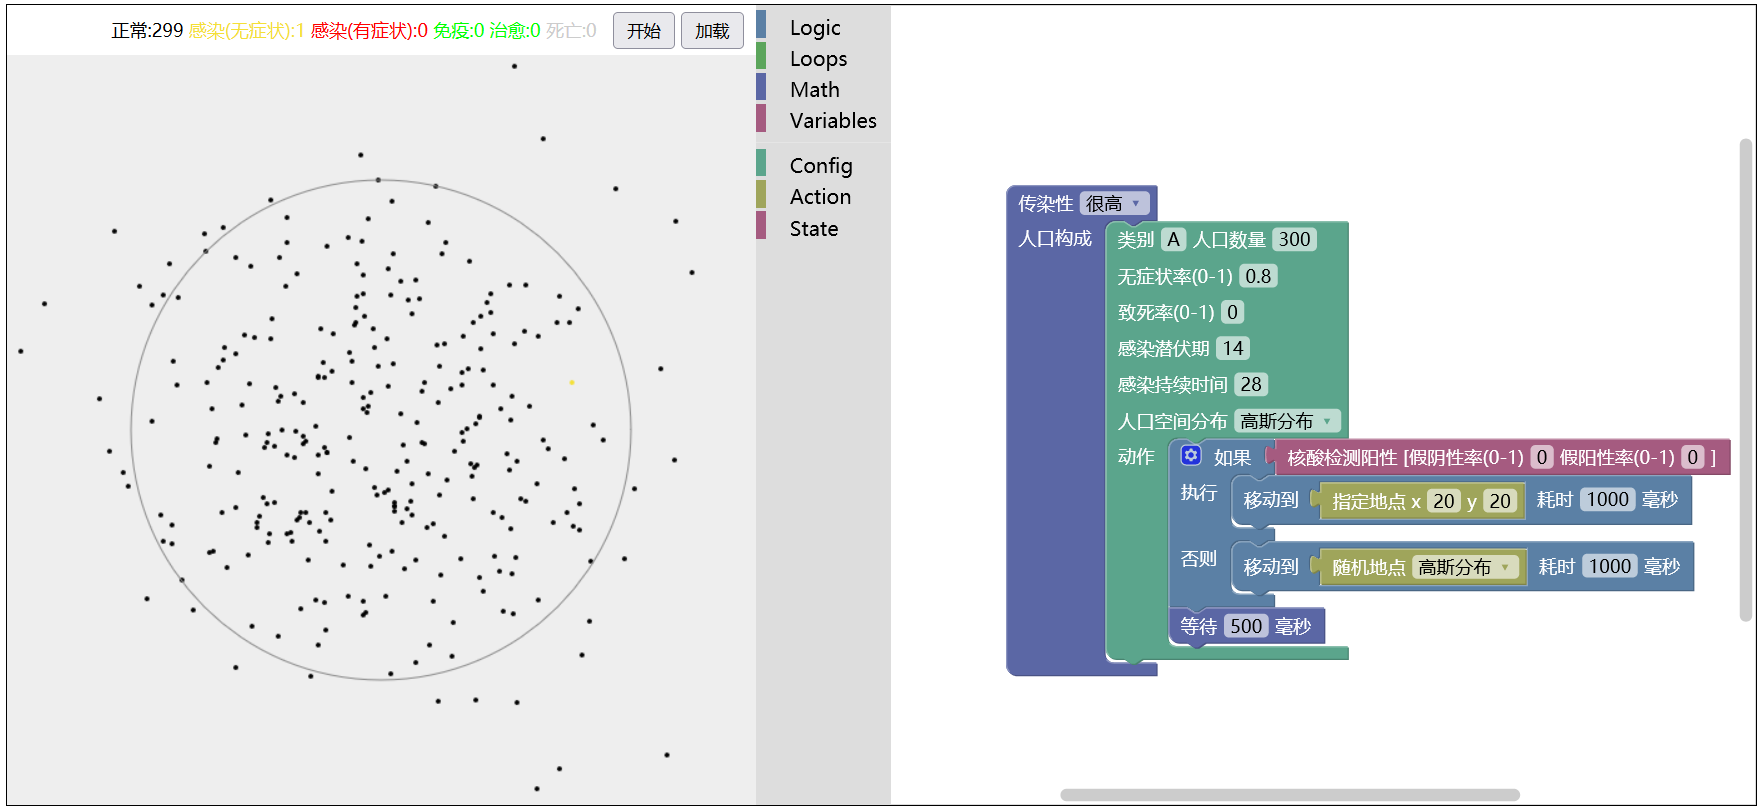 正常:299 感染(无症状):1 感染(有症状):0 免疫:0 治愈:0 死亡:0 开始 加载
Logic
Loops
Math
Variables
Config
Action
State
传染性 很高
人口构成
类别 A 人口数量 300
无症状率(0-1) 0.8
致死率(0-1) 0
感染潜伏期 14
感染持续时间 28
人口空间分布 高斯分布
动作
如果 核酸检测阳性 [假阴性率(0-1) 0 假阳性率(0-1) 0 ]
执行 移动到 指定地点 x 20 y 20 耗时 1000 毫秒
否则 移动到 随机地点 高斯分布 耗时 1000 毫秒
等待 500 毫秒